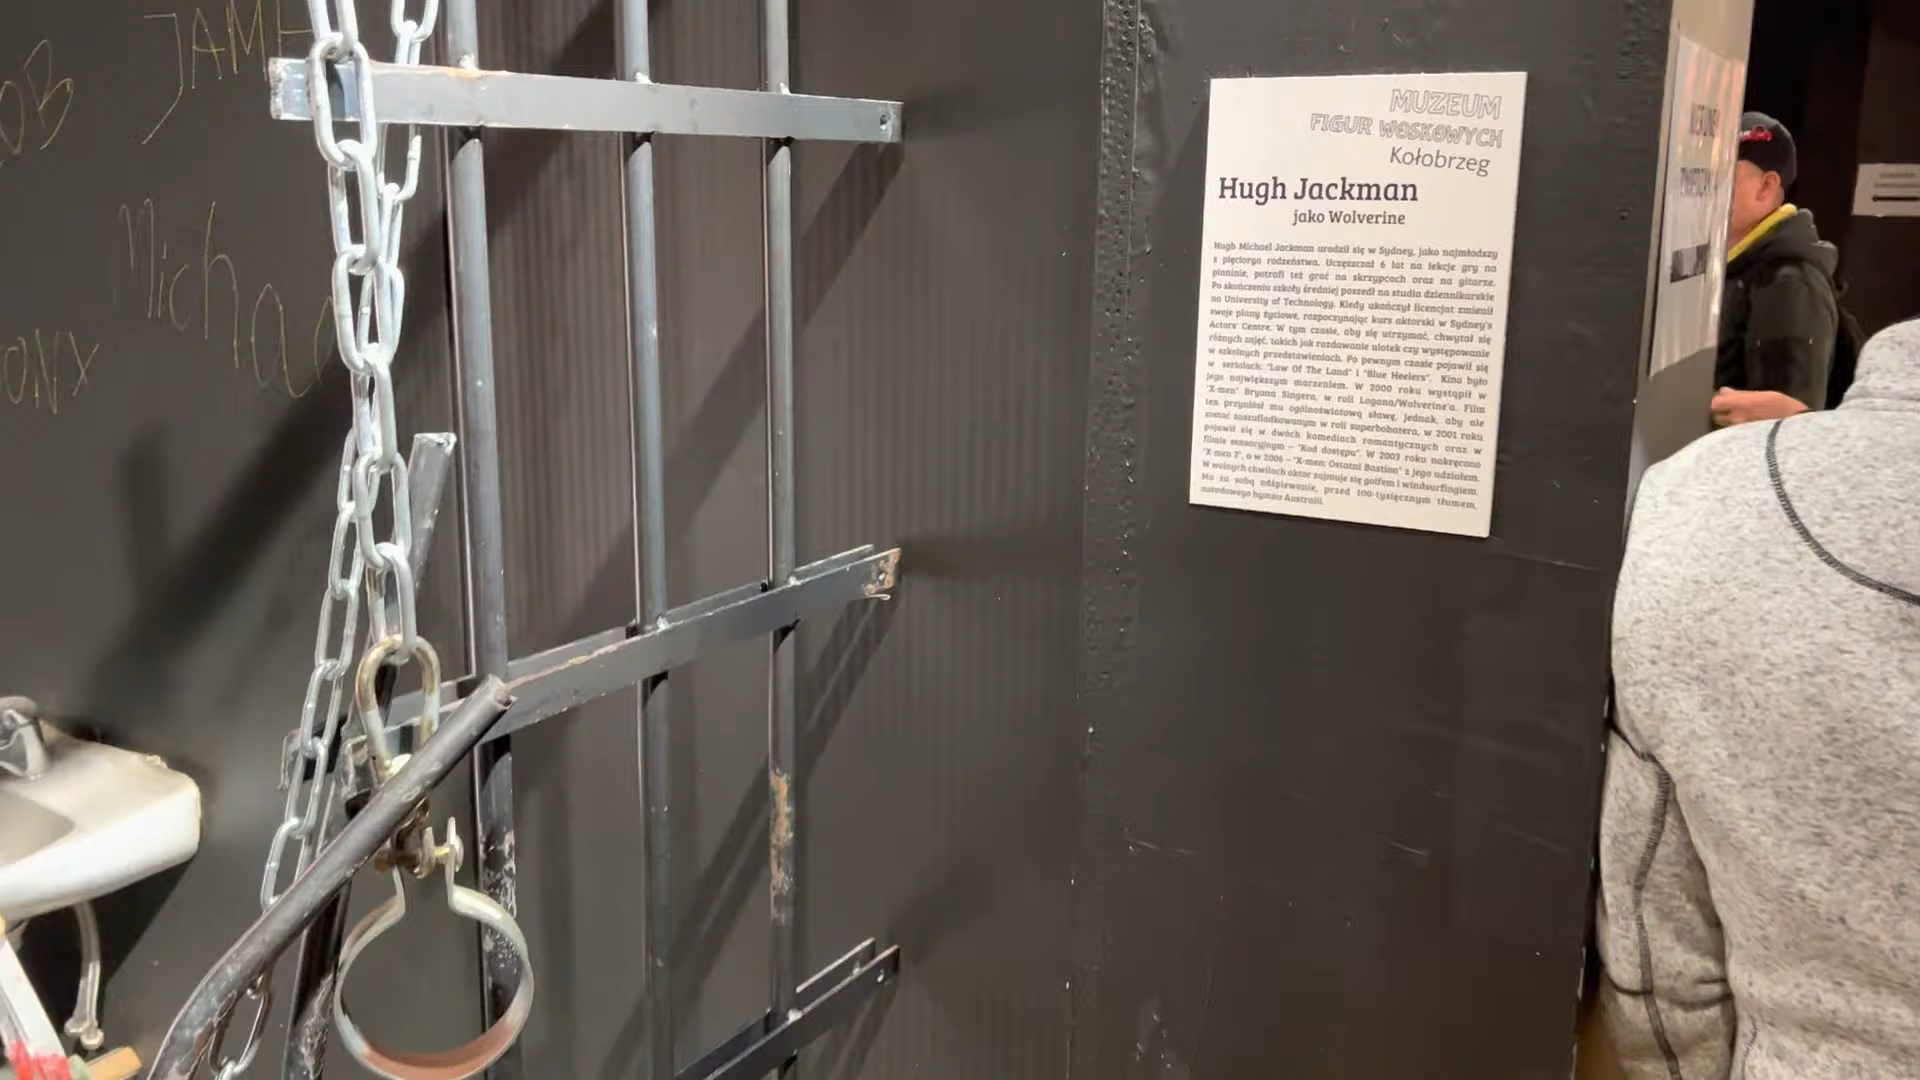 JAM
OB
Micha
ONX
MUZEUM
FIGUR WOSKOWYCH
Kołobrzeg
Hugh Jackman
jako Wolverine
Hugh Michael Jackman urodził się w Sydney, jako najmłodszy
z pięciorga rodzeństwa. Uczęszczał 6 lat na lekcje gry na
pianinie, potrafi też grać na skrzypcach oraz na gitarze.
Po skończeniu szkoły średniej poszedł na studia dziennikarskie
na University of Technology. Kiedy ukończył licencjat zmienił
swoje plany życiowe, rozpoczynając kurs aktorski w Sydney's
Actors' Centre. W tym czasie, aby się utrzymać, chwytał się
różnych zajęć, takich jak rozdawanie ulotek czy występowanie
w szkolnych przedstawieniach. Po pewnym czasie pojawił się
w serialach: "Law Of The Land" i "Blue Heelers". Kino było
jego największym marzeniem. W 2000 roku wystąpił w
"X-men" Bryana Singera, w roli Logana/Wolverine'a. Film
ten przyniósł mu ogólnoświatową sławę, jednak, aby nie
zostać zaszufladkowanym w roli superbohatera, w 2001 roku
pojawił się w dwóch komediach romantycznych oraz w
filmie sensacyjnym – "Kod dostępu". W 2003 roku nakręcono
"X-men 2", a w 2006 – "X-men: Ostatni Bastion" z jego udziałem.
W wolnych chwilach aktor zajmuje się golfem i windsurfingiem.
Ma za sobą odśpiewanie, przed 100-tysięcznym tłumem,
narodowego hymnu Australii.